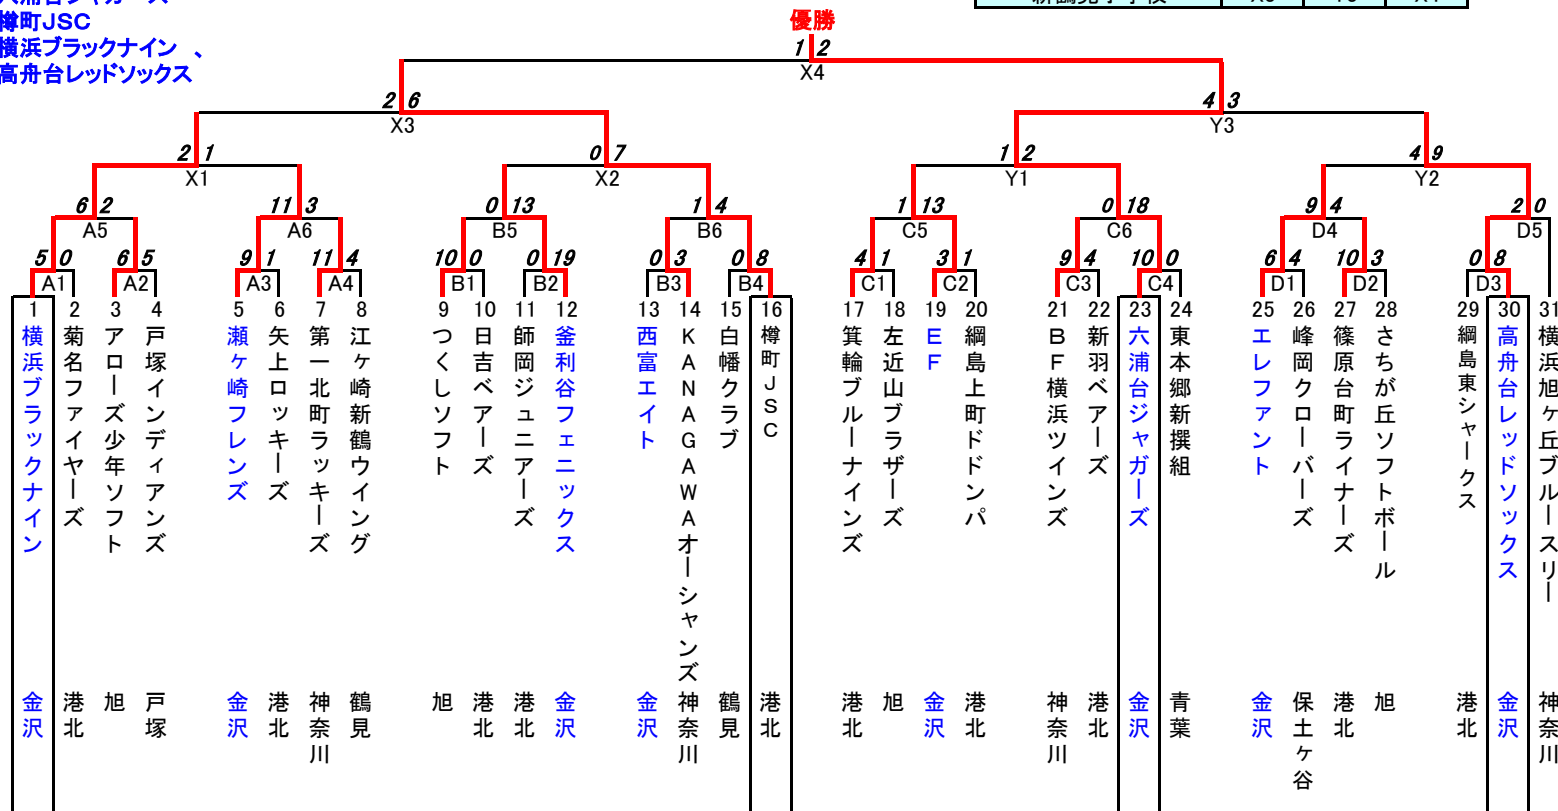 樽町JSC
横浜ブラックナイン 、
高舟台レッドソックス
優勝
1 2
X4
2 6
X3
4 3
Y3
2 1
X1
0 7
X2
1 2
Y1
4 9
Y2
6 2
A5
11 3
A6
0 13
B5
1 4
B6
1 13
C5
0 18
C6
9 4
D4
2 0
D5
5 0
A1
6 5
A2
9 1
A3
11 4
A4
10 0
B1
0 19
B2
0 3
B3
0 8
B4
4 1
C1
3 1
C2
9 4
C3
10 0
C4
6 4
D1
10 3
D2
0 8
D3
1 横浜ブラックナイン 金沢
2 菊名ファイヤーズ 港北
3 アローズ少年ソフト 旭
4 戸塚インディアンズ 戸塚
5 瀬ヶ崎フレンズ 金沢
6 矢上ロッキーズ 港北
7 第一北町ラッキーズ 神奈川
8 江ヶ崎新鶴ウイング 鶴見
9 つくしソフト 旭
10 日吉ベアーズ 港北
11 師岡ジュニアーズ 港北
12 釜利谷フェニックス 金沢
13 西富エイト 金沢
14 KANAGAWAオーシャンズ 神奈川
15 白幡クラブ 鶴見
16 樽町JSC 港北
17 箕輪ブルーナインズ 港北
18 左近山ブラザーズ 旭
19 EF 金沢
20 綱島上町ドドンパ 港北
21 BF横浜ツインズ 神奈川
22 新羽ベアーズ 港北
23 六浦台ジャガーズ 金沢
24 東本郷新撰組 青葉
25 エレファント 金沢
26 峰岡クローバーズ 保土ヶ谷
27 篠原台町ライナーズ 港北
28 さちが丘ソフトボール 旭
29 綱島東シャークス 港北
30 高舟台レッドソックス 金沢
31 横浜旭ヶ丘ブルースリー 神奈川